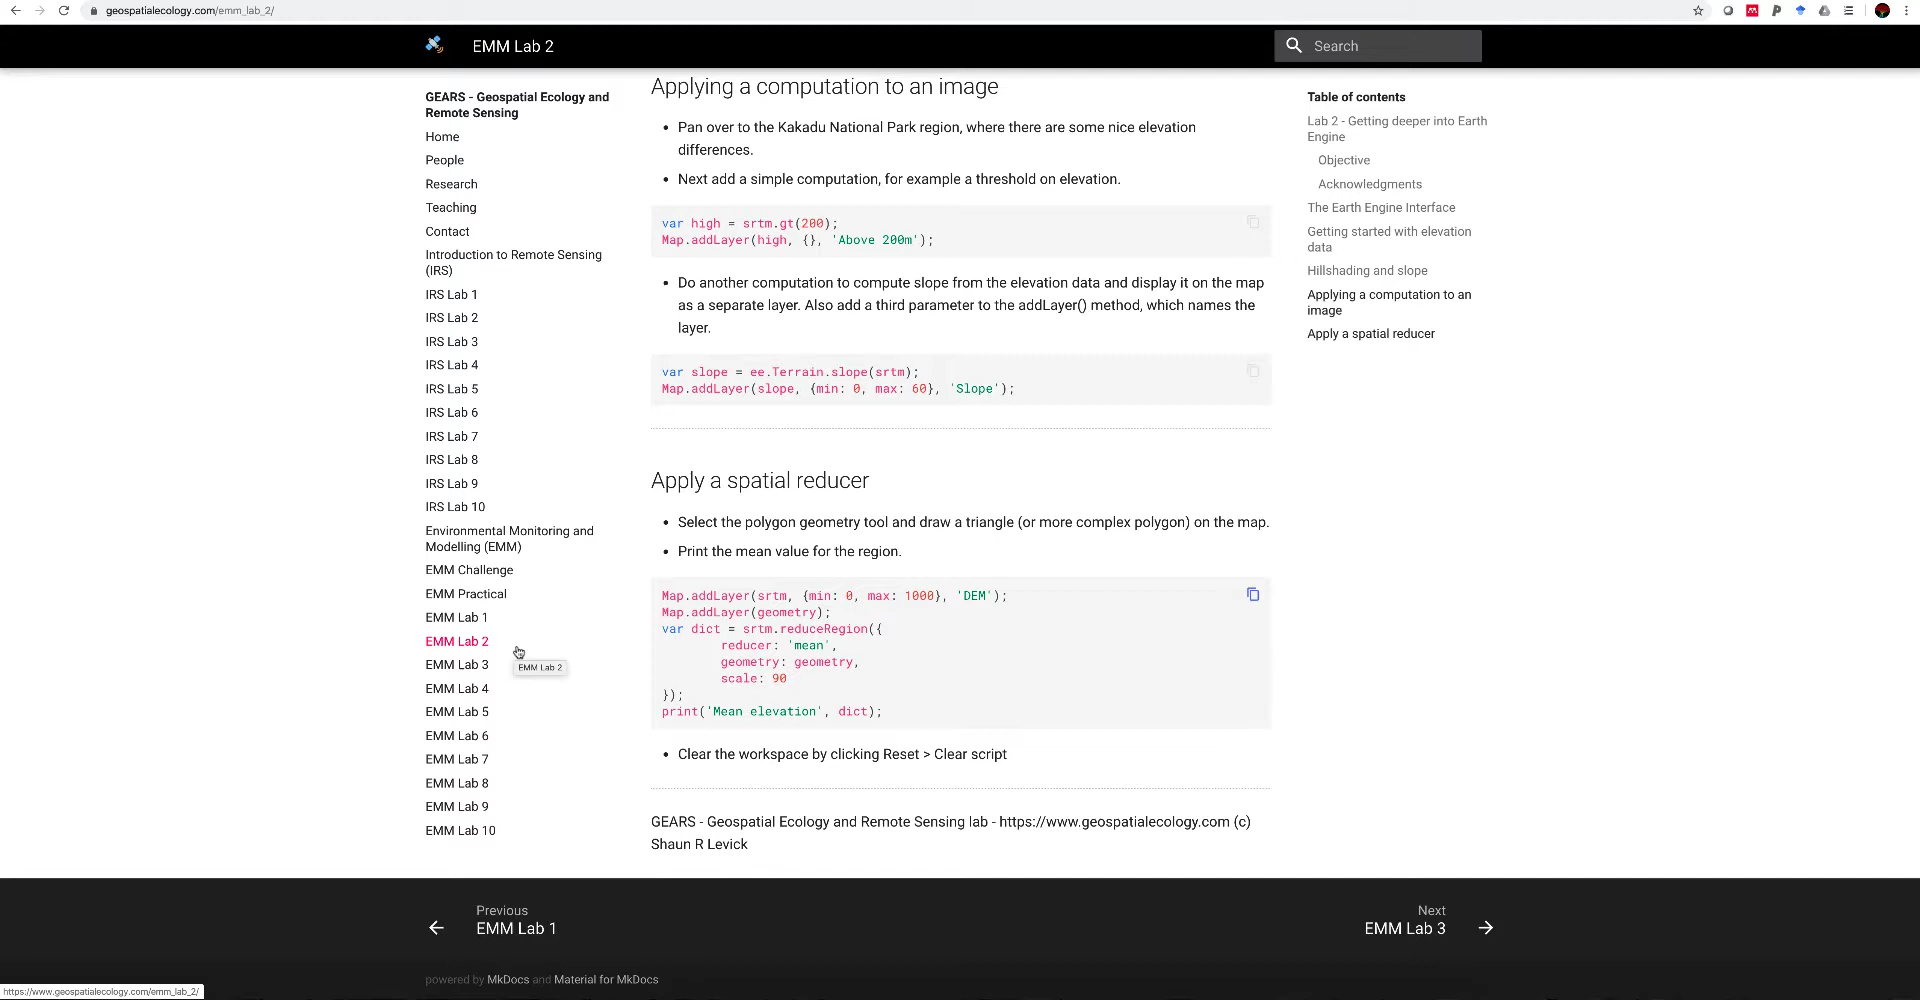 geospatialecology.com/emm_lab_2/
EMM Lab 2
Search
GEARS - Geospatial Ecology and
Remote Sensing
Home
People
Research
Teaching
Contact
Introduction to Remote Sensing
(IRS)
IRS Lab 1
IRS Lab 2
IRS Lab 3
IRS Lab 4
IRS Lab 5
IRS Lab 6
IRS Lab 7
IRS Lab 8
IRS Lab 9
IRS Lab 10
Environmental Monitoring and
Modelling (EMM)
EMM Challenge
EMM Practical
EMM Lab 1
EMM Lab 2
EMM Lab 2
EMM Lab 3
EMM Lab 4
EMM Lab 5
EMM Lab 6
EMM Lab 7
EMM Lab 8
EMM Lab 9
EMM Lab 10
Applying a computation to an image
• Pan over to the Kakadu National Park region, where there are some nice elevation
differences.
• Next add a simple computation, for example a threshold on elevation.
var high = srtm.gt(200);
Map.addLayer(high, {}, 'Above 200m');
• Do another computation to compute slope from the elevation data and display it on the map
as a separate layer. Also add a third parameter to the addLayer() method, which names the
layer.
var slope = ee.Terrain.slope(srtm);
Map.addLayer(slope, {min: 0, max: 60}, 'Slope');
Apply a spatial reducer
• Select the polygon geometry tool and draw a triangle (or more complex polygon) on the map.
• Print the mean value for the region.
Map.addLayer(srtm, {min: 0, max: 1000}, 'DEM');
Map.addLayer(geometry);
var dict = srtm.reduceRegion({
reducer: 'mean',
geometry: geometry,
scale: 90
});
print('Mean elevation', dict);
• Clear the workspace by clicking Reset > Clear script
GEARS - Geospatial Ecology and Remote Sensing lab - https://www.geospatialecology.com (c)
Shaun R Levick
Table of contents
Lab 2 - Getting deeper into Earth
Engine
Objective
Acknowledgments
The Earth Engine Interface
Getting started with elevation
data
Hillshading and slope
Applying a computation to an
image
Apply a spatial reducer
Previous
EMM Lab 1
Next
EMM Lab 3
powered by MkDocs and Material for MkDocs
https://www.geospatialecology.com/emm_lab_2/